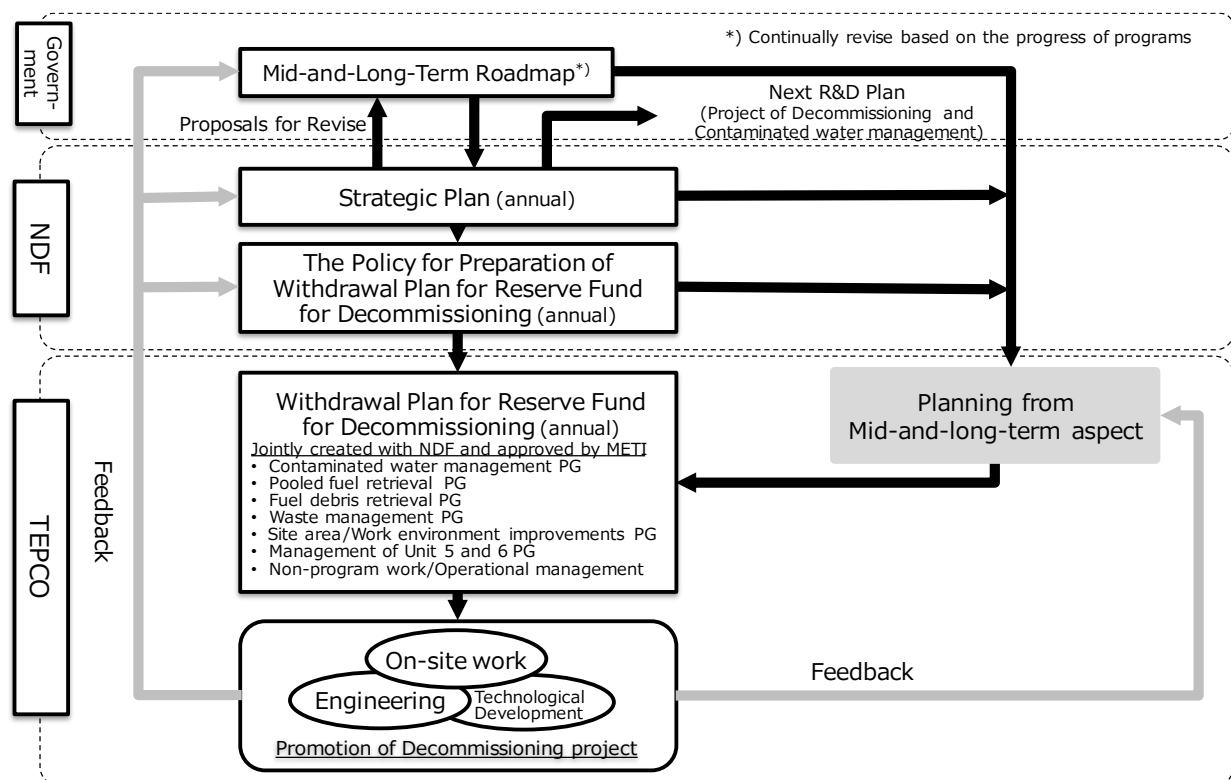 Govern-
ment
*) Continually revise based on the progress of programs
Mid-and-Long-Term Roadmap*)
Next R&D Plan
(Project of Decommissioning and
Contaminated water management)
Proposals for Revise
NDF
Strategic Plan (annual)
The Policy for Preparation of
Withdrawal Plan for Reserve Fund
for Decommissioning (annual)
TEPCO
Feedback
Withdrawal Plan for Reserve Fund
for Decommissioning (annual)
Jointly created with NDF and approved by METI
• Contaminated water management PG
• Pooled fuel retrieval PG
• Fuel debris retrieval PG
• Waste management PG
• Site area/Work environment improvements PG
• Management of Unit 5 and 6 PG
• Non-program work/Operational management
Planning from
Mid-and-long-term aspect
On-site work
Engineering
Technological
Development
Promotion of Decommissioning project
Feedback